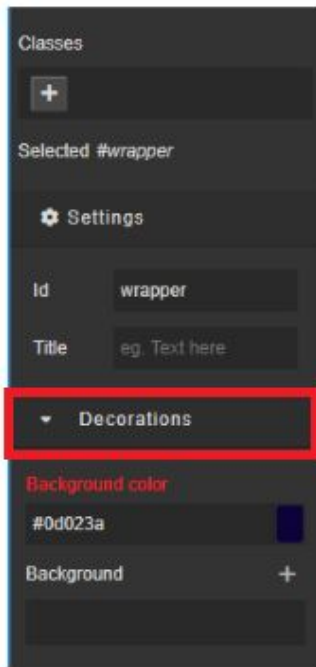 Classes
+
Selected #wrapper
Settings
Id wrapper
Title eg. Text here
Decorations
Background color
#0d023a
Background +